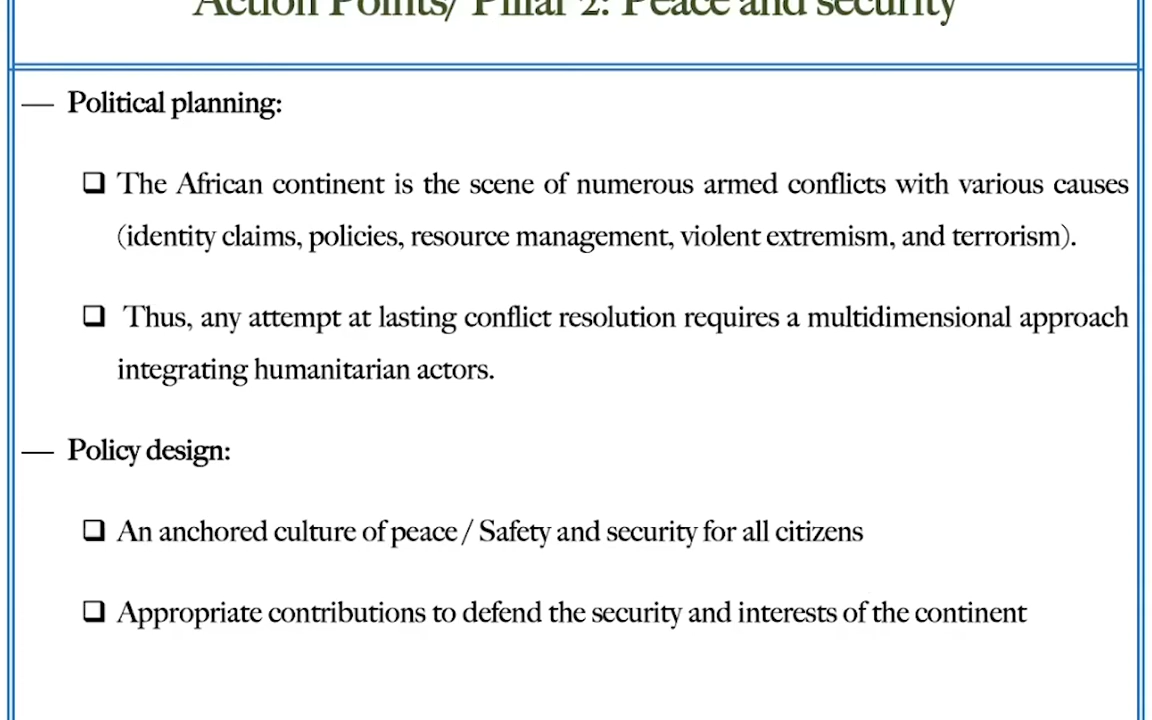 Action Points/ Pillar 2: Peace and security
— Political planning:
❑ The African continent is the scene of numerous armed conflicts with various causes
(identity claims, policies, resource management, violent extremism, and terrorism).
❑ Thus, any attempt at lasting conflict resolution requires a multidimensional approach
integrating humanitarian actors.
— Policy design:
❑ An anchored culture of peace / Safety and security for all citizens
❑ Appropriate contributions to defend the security and interests of the continent